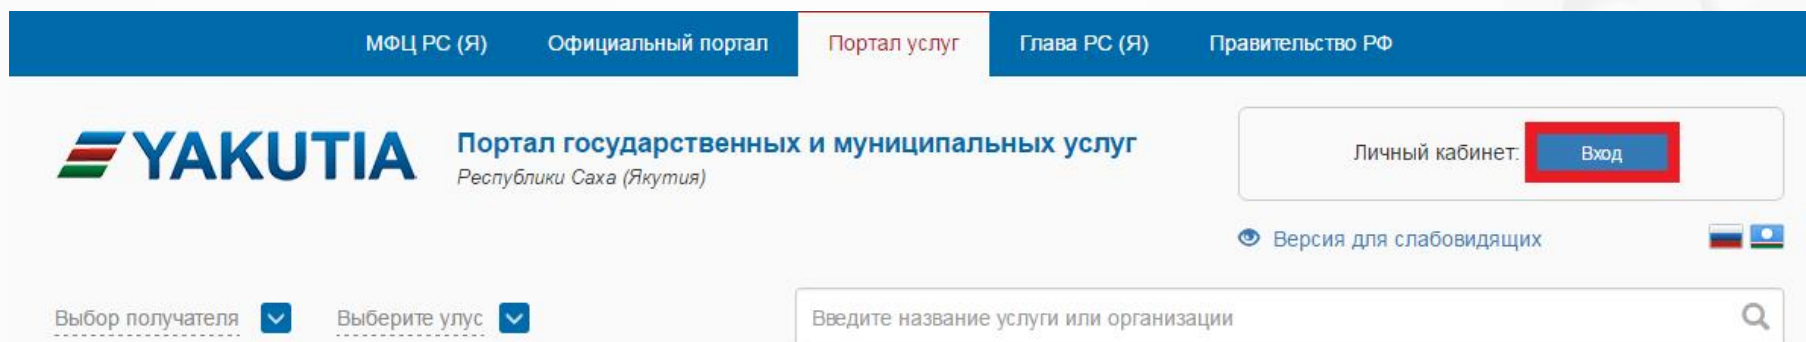 МФЦ РС (Я) Официальный портал Портал услуг Глава РС (Я) Правительство РФ
YAKUTIA
Портал государственных и муниципальных услуг
Республики Саха (Якутия)
Личный кабинет: Вход
Версия для слабовидящих
Выбор получателя Выберите улус Введите название услуги или организации